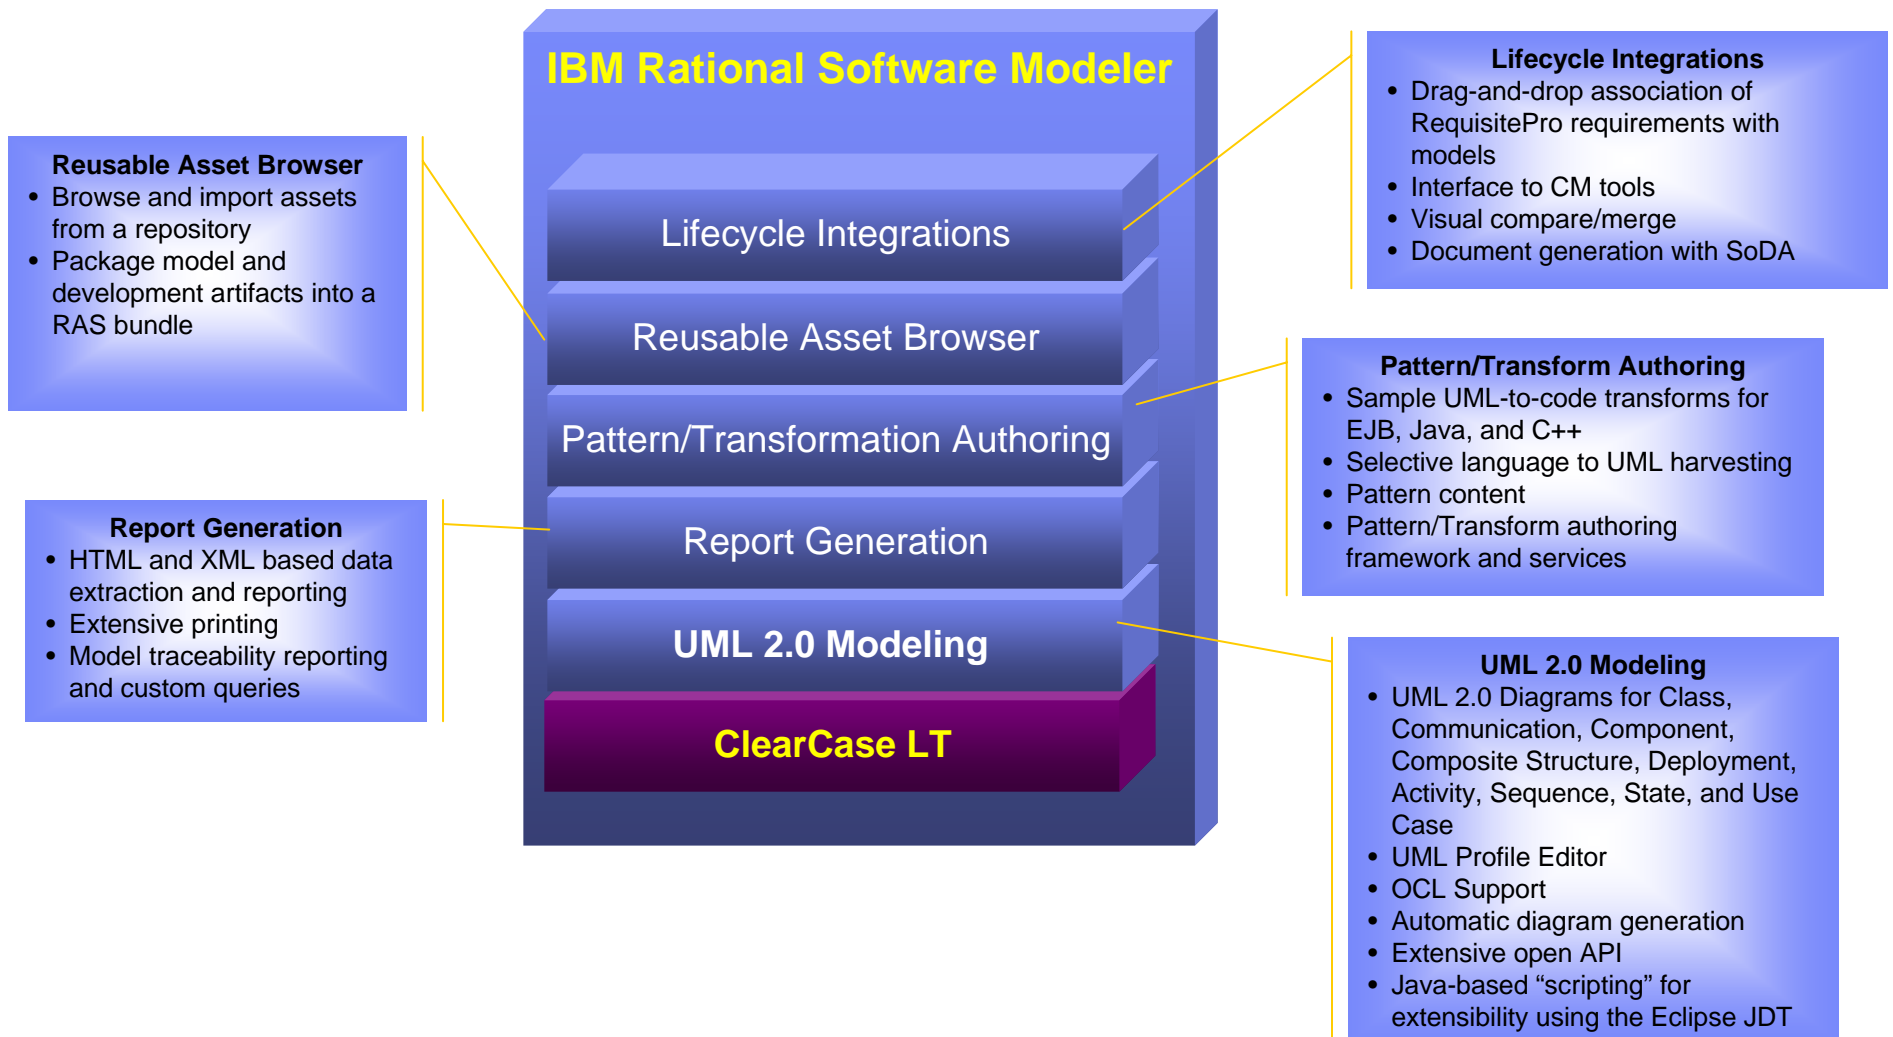 IBM Rational Software Modeler
Lifecycle Integrations
Reusable Asset Browser
Pattern/Transformation Authoring
Report Generation
UML 2.0 Modeling
ClearCase LT
Reusable Asset Browser
• Browse and import assets
from a repository
• Package model and
development artifacts into a
RAS bundle
Report Generation
• HTML and XML based data
extraction and reporting
• Extensive printing
• Model traceability reporting
and custom queries
Lifecycle Integrations
• Drag-and-drop association of
RequisitePro requirements with
models
• Interface to CM tools
• Visual compare/merge
• Document generation with SoDA
Pattern/Transform Authoring
• Sample UML-to-code transforms for
EJB, Java, and C++
• Selective language to UML harvesting
• Pattern content
• Pattern/Transform authoring
framework and services
UML 2.0 Modeling
• UML 2.0 Diagrams for Class,
Communication, Component,
Composite Structure, Deployment,
Activity, Sequence, State, and Use
Case
• UML Profile Editor
• OCL Support
• Automatic diagram generation
• Extensive open API
• Java-based “scripting” for
extensibility using the Eclipse JDT